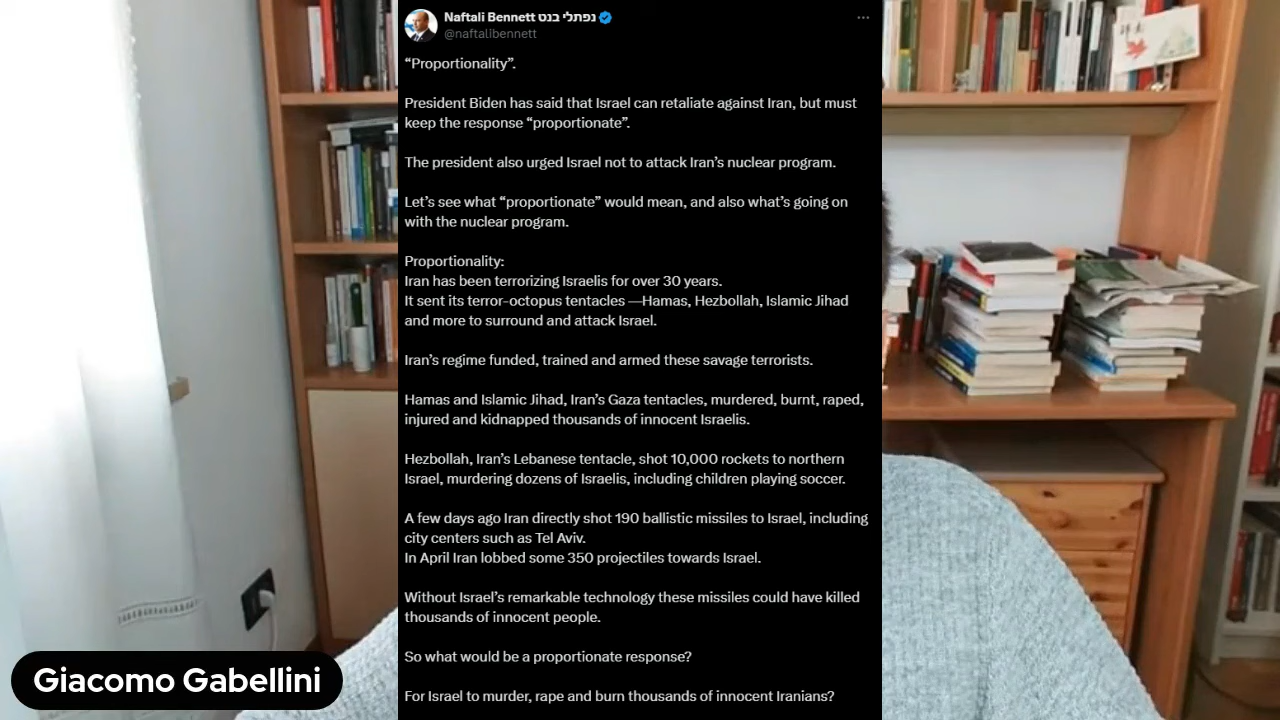 Naftali Bennett נפתלי בנט
@naftalibennett
“Proportionality”.
President Biden has said that Israel can retaliate against Iran, but must
keep the response “proportionate”.
The president also urged Israel not to attack Iran’s nuclear program.
Let’s see what “proportionate” would mean, and also what’s going on
with the nuclear program.
Proportionality:
Iran has been terrorizing Israelis for over 30 years.
It sent its terror-octopus tentacles —Hamas, Hezbollah, Islamic Jihad
and more to surround and attack Israel.
Iran’s regime funded, trained and armed these savage terrorists.
Hamas and Islamic Jihad, Iran’s Gaza tentacles, murdered, burnt, raped,
injured and kidnapped thousands of innocent Israelis.
Hezbollah, Iran’s Lebanese tentacle, shot 10,000 rockets to northern
Israel, murdering dozens of Israelis, including children playing soccer.
A few days ago Iran directly shot 190 ballistic missiles to Israel, including
city centers such as Tel Aviv.
In April Iran lobbed some 350 projectiles towards Israel.
Without Israel’s remarkable technology these missiles could have killed
thousands of innocent people.
So what would be a proportionate response?
For Israel to murder, rape and burn thousands of innocent Iranians?
Giacomo Gabellini